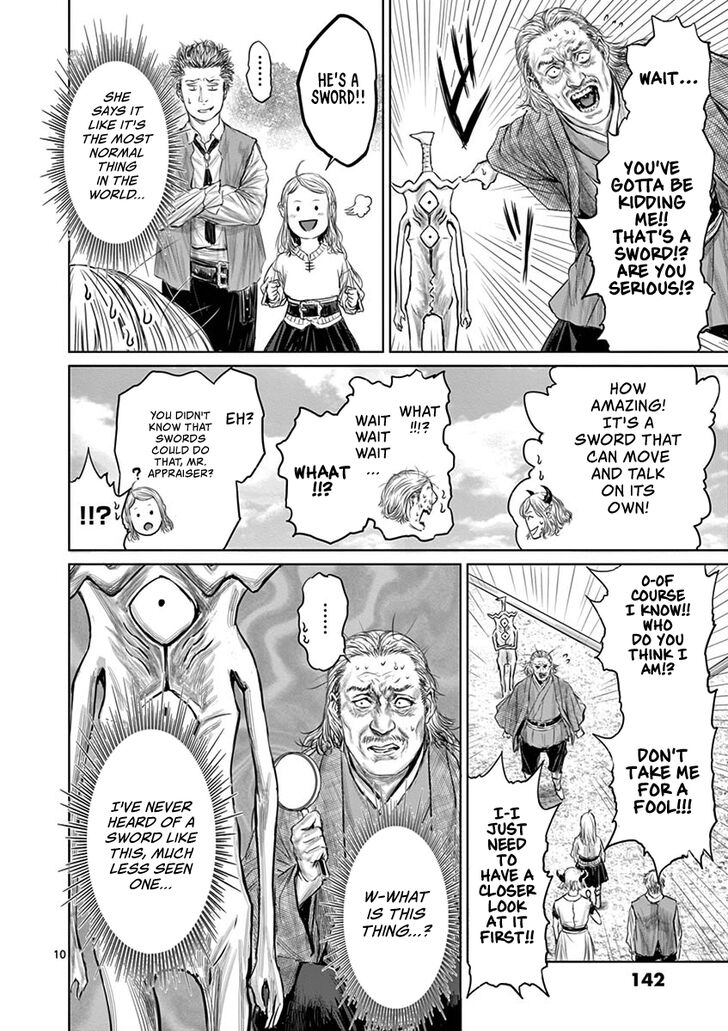 WAIT...
YOU'VE
GOTTA BE
KIDDING
ME!!
THAT'S A
SWORD!?
ARE YOU
SERIOUS!?
HE'S A
SWORD!!
......
SHE
SAYS IT
LIKE IT'S
THE MOST
NORMAL
THING
IN THE
WORLD...
HOW
AMAZING!
IT'S A
SWORD THAT
CAN MOVE
AND TALK
ON ITS
OWN!
WHAT
!!!?
WAIT
WAIT
WAIT
...
WHAAT
!!?
EH?
YOU DIDN'T
KNOW THAT
SWORDS
COULD DO
THAT, MR.
APPRAISER?
?
?
!!?
O-OF
COURSE
I KNOW!!
WHO
DO YOU
THINK I
AM!?
DON'T
TAKE ME
FOR A
FOOL!!!
I-I
JUST
NEED
TO HAVE
A CLOSER
LOOK
AT IT
FIRST!!
......
W-WHAT
IS THIS
THING...?
I'VE NEVER
HEARD OF A
SWORD LIKE
THIS, MUCH
LESS SEEN
ONE...
10
142